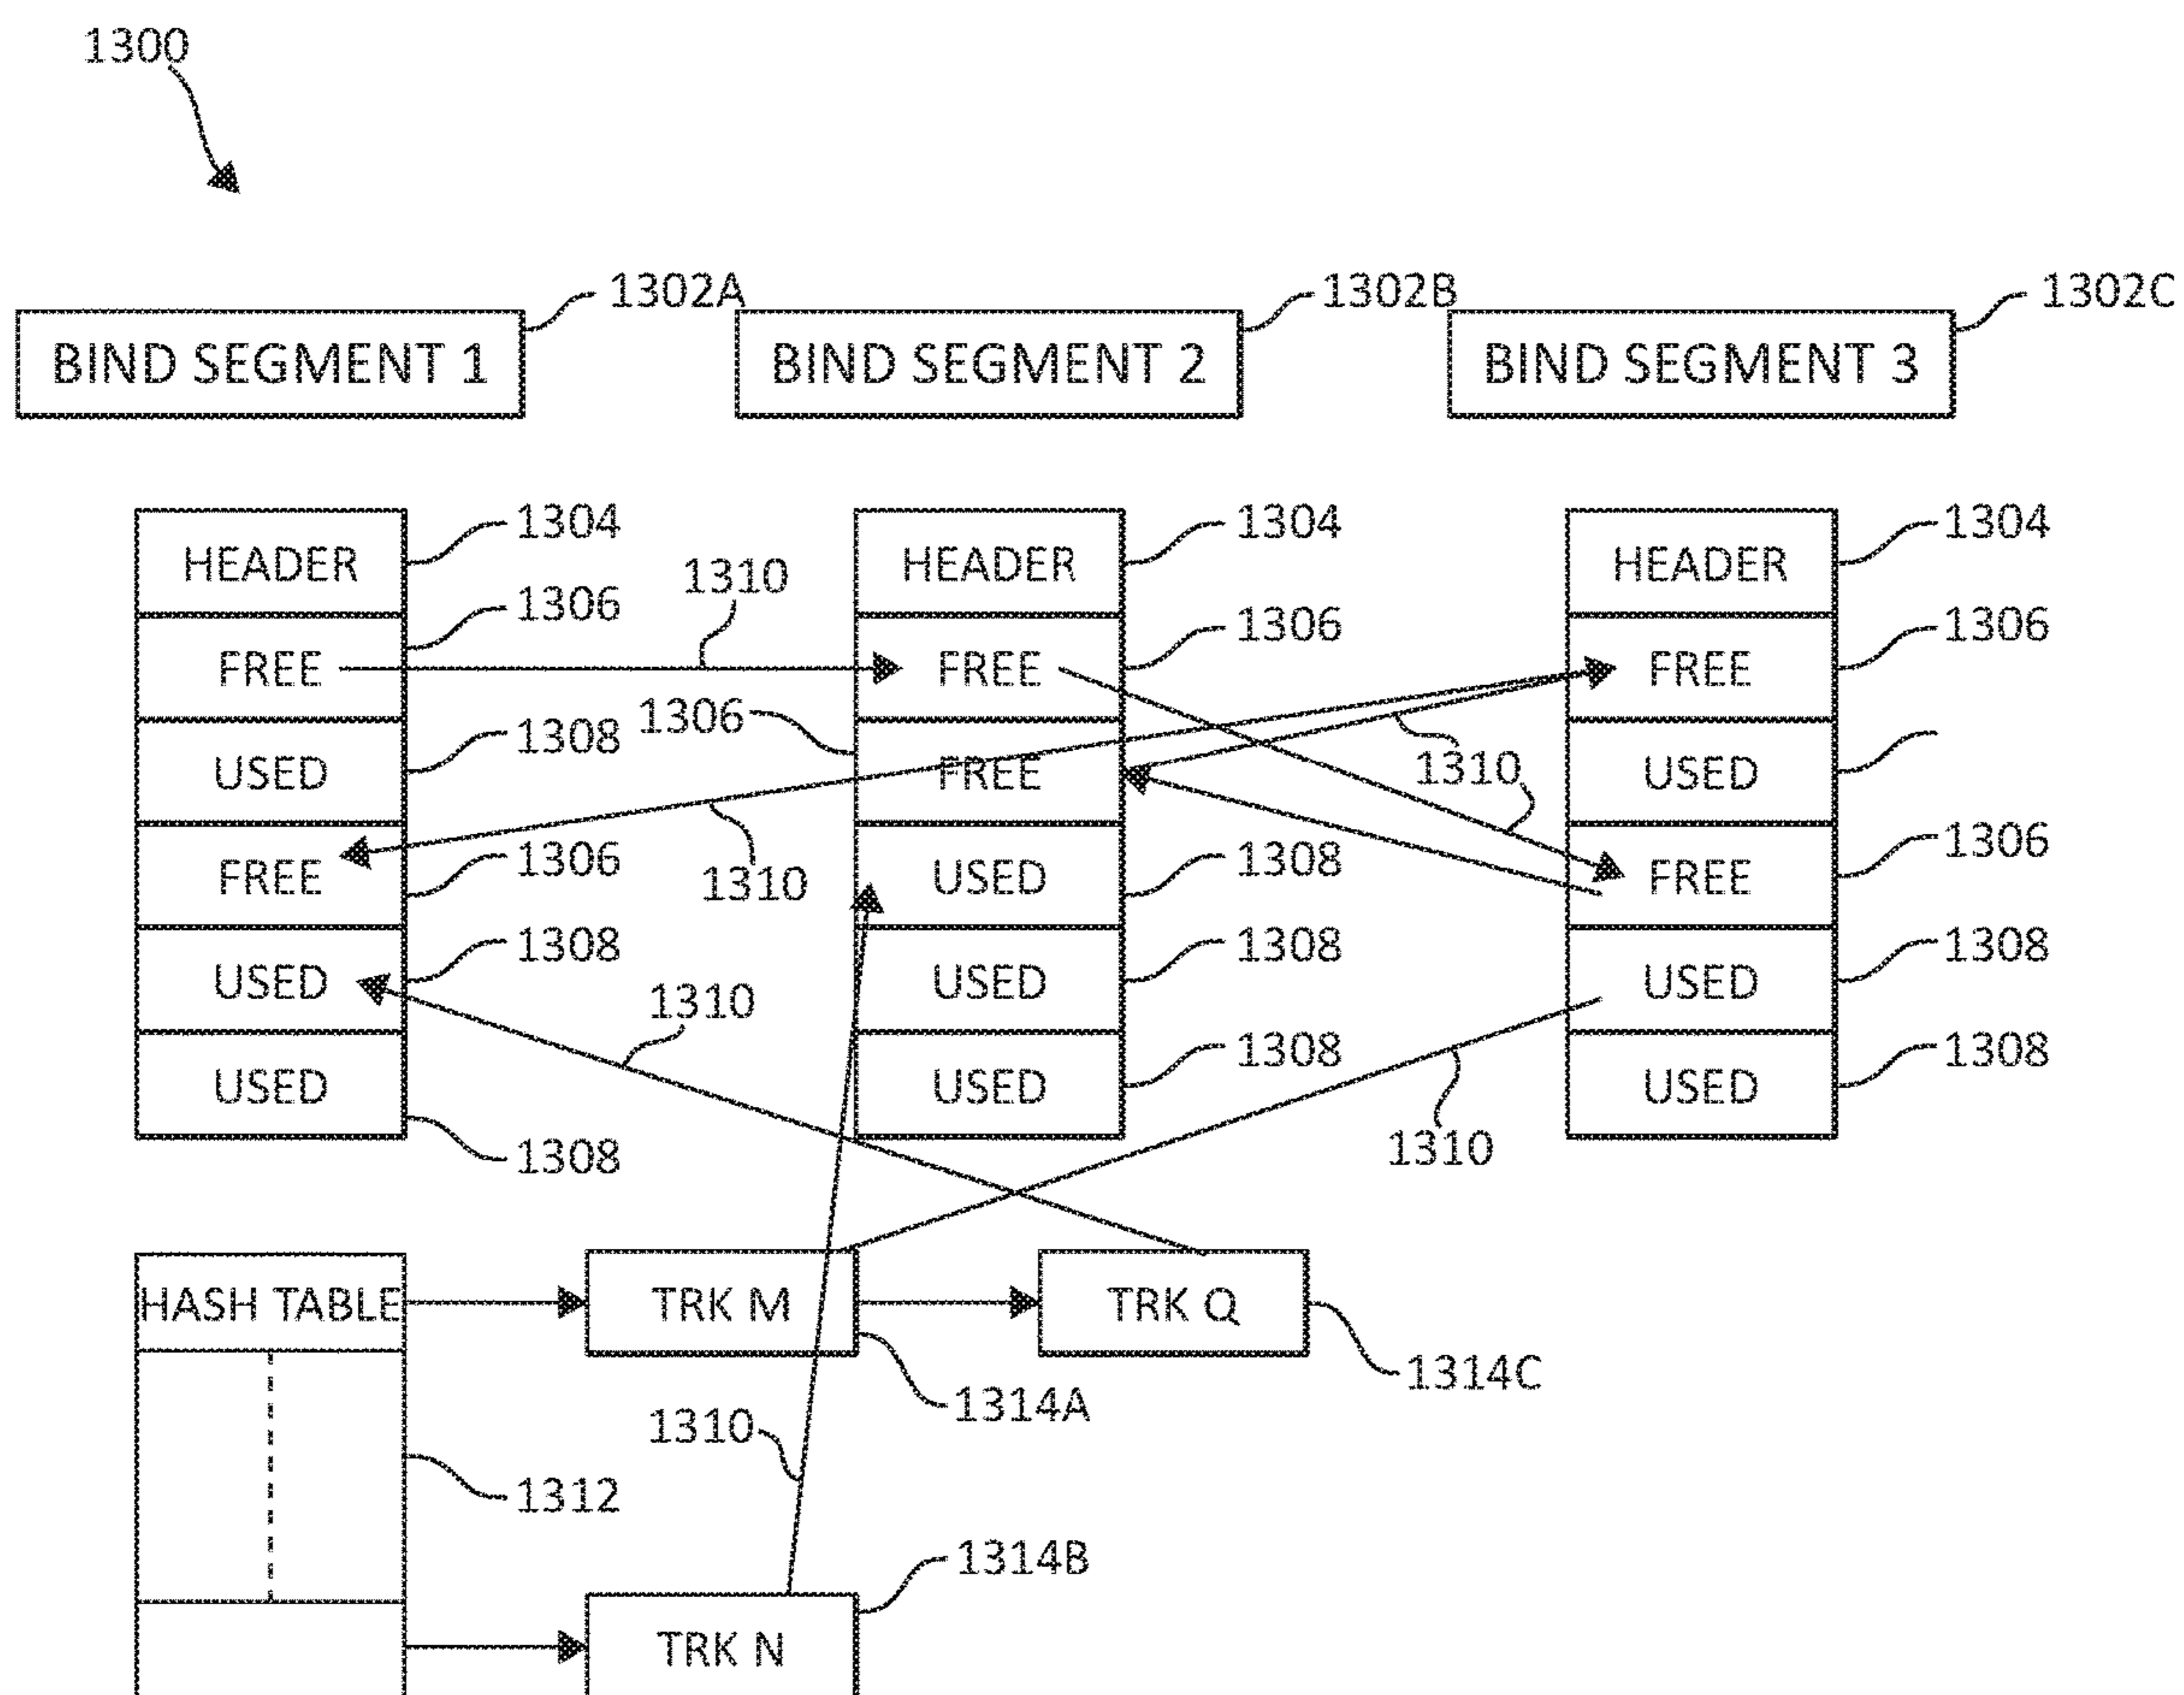 1300
1302A
1302B
1302C
BIND SEGMENT 1
BIND SEGMENT 2
BIND SEGMENT 3
1304
1304
1304
HEADER
HEADER
HEADER
1310
1306
1306
1306
FREE
FREE
FREE
1308
1306
USED
FREE
USED
1310
1306
1310
1308
1306
FREE
USED
FREE
1308
1310
1308
1308
USED
USED
USED
1308
1308
USED
USED
USED
1308
1310
HASH TABLE
TRK M
TRK Q
1314C
1314A
1310
1312
1314B
TRK N